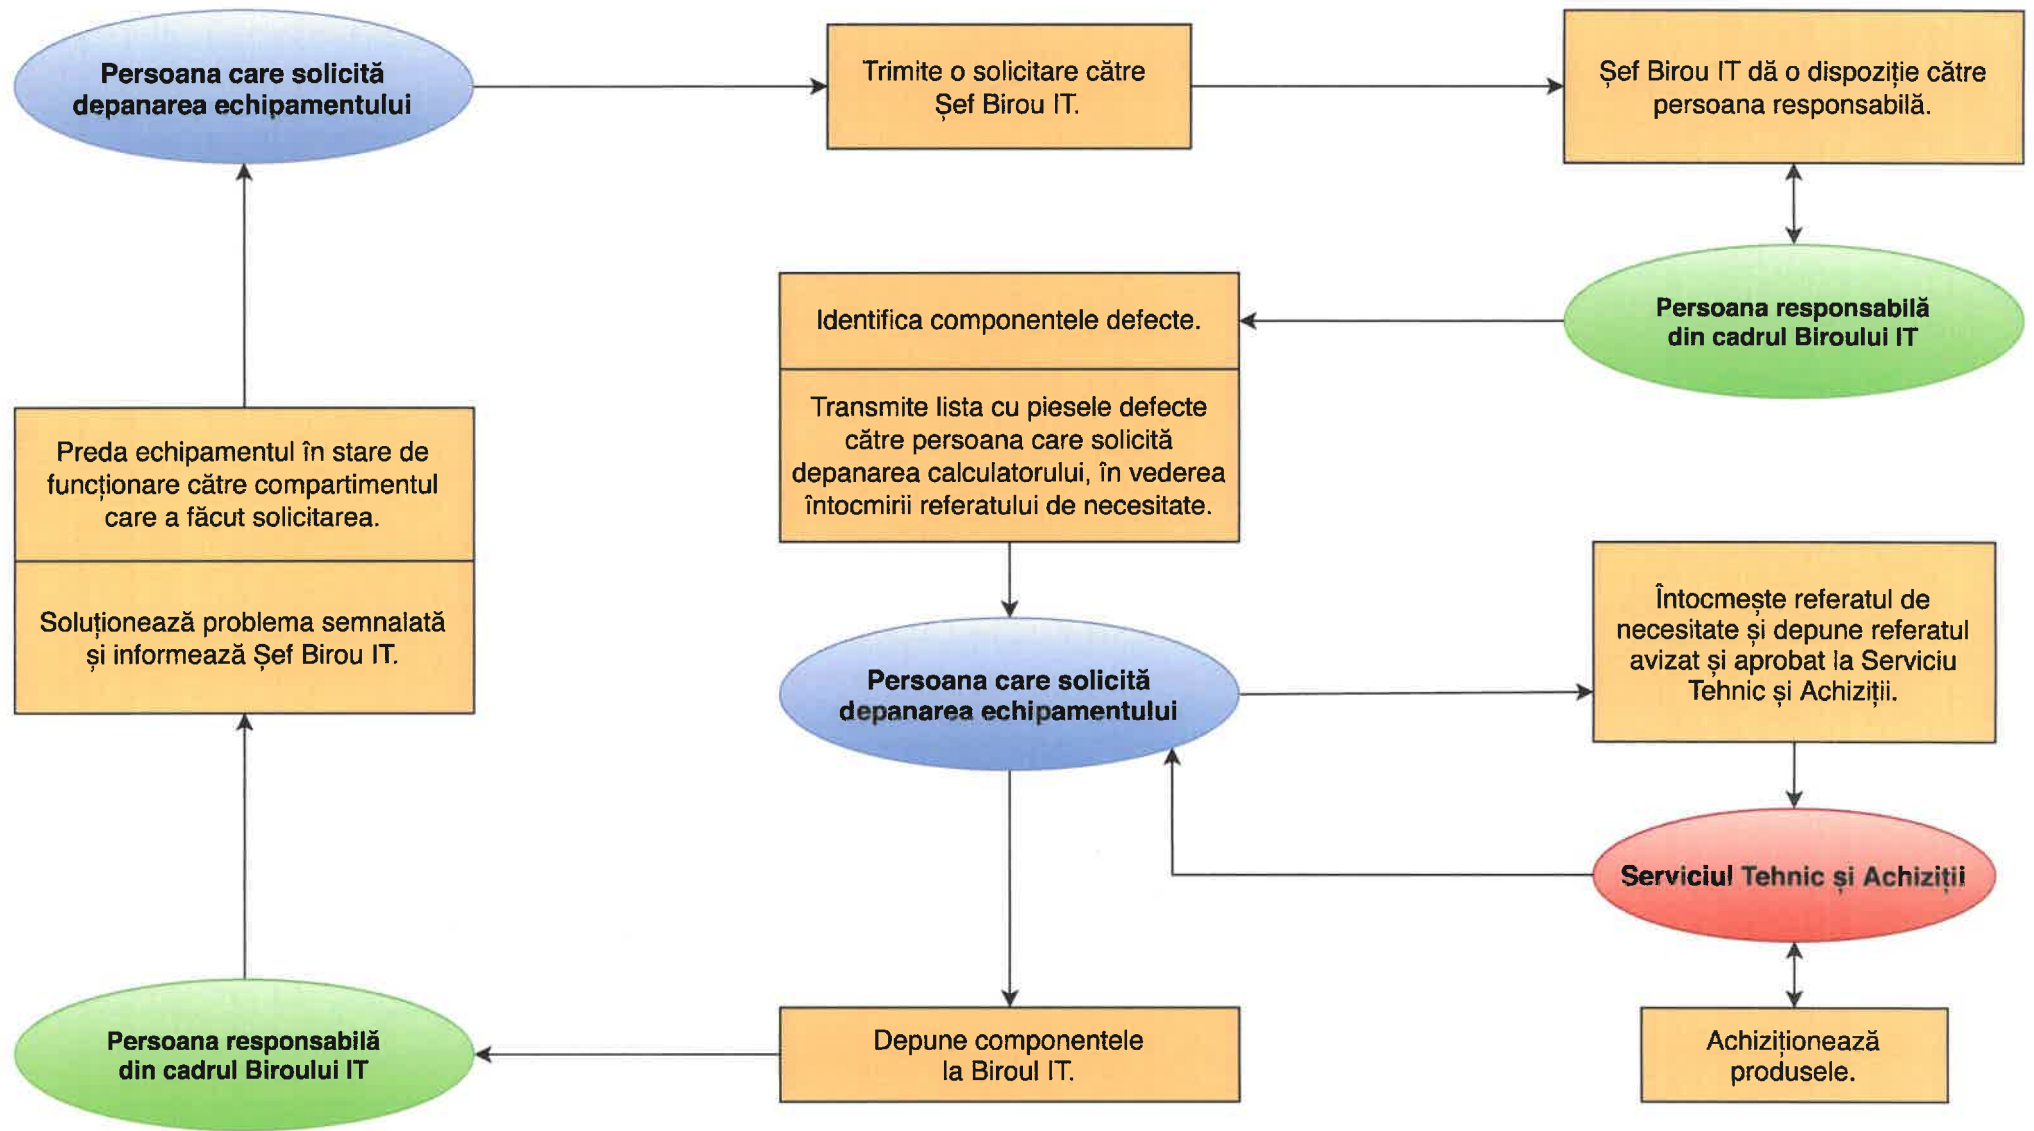 Persoana care solicită
depanarea echipamentului
Trimite o solicitare către
Șef Birou IT.
Șef Birou IT dă o dispoziție către
persoana responsabilă.
Persoana responsabilă
din cadrul Biroului IT
Identifica componentele defecte.
Transmite lista cu piesele defecte
către persoana care solicită
depanarea calculatorului, în vederea
întocmirii referatului de necesitate.
Persoana care solicită
depanarea echipamentului
Întocmește referatul de
necesitate și depune referatul
avizat și aprobat la Serviciu
Tehnic și Achiziții.
Serviciul Tehnic și Achiziții
Achiziționează
produsele.
Depune componentele
la Biroul IT.
Persoana responsabilă
din cadrul Biroului IT
Preda echipamentul în stare de
funcționare către compartimentul
care a făcut solicitarea.
Soluționează problema semnalată
și informează Șef Birou IT.